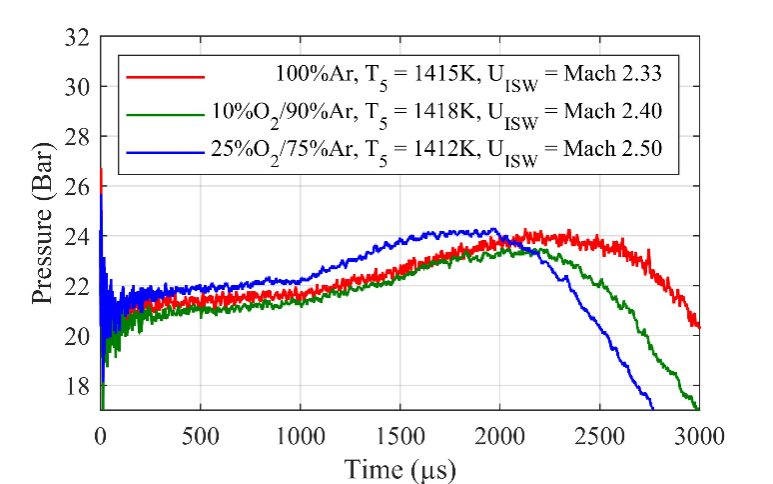 32
30
28
26
24
22
20
18
Pressure (Bar)
100%Ar, T5 = 1415K, UISW = Mach 2.33
10%O2/90%Ar, T5 = 1418K, UISW = Mach 2.40
25%O2/75%Ar, T5 = 1412K, UISW = Mach 2.50
0 500 1000 1500 2000 2500 3000
Time (μs)